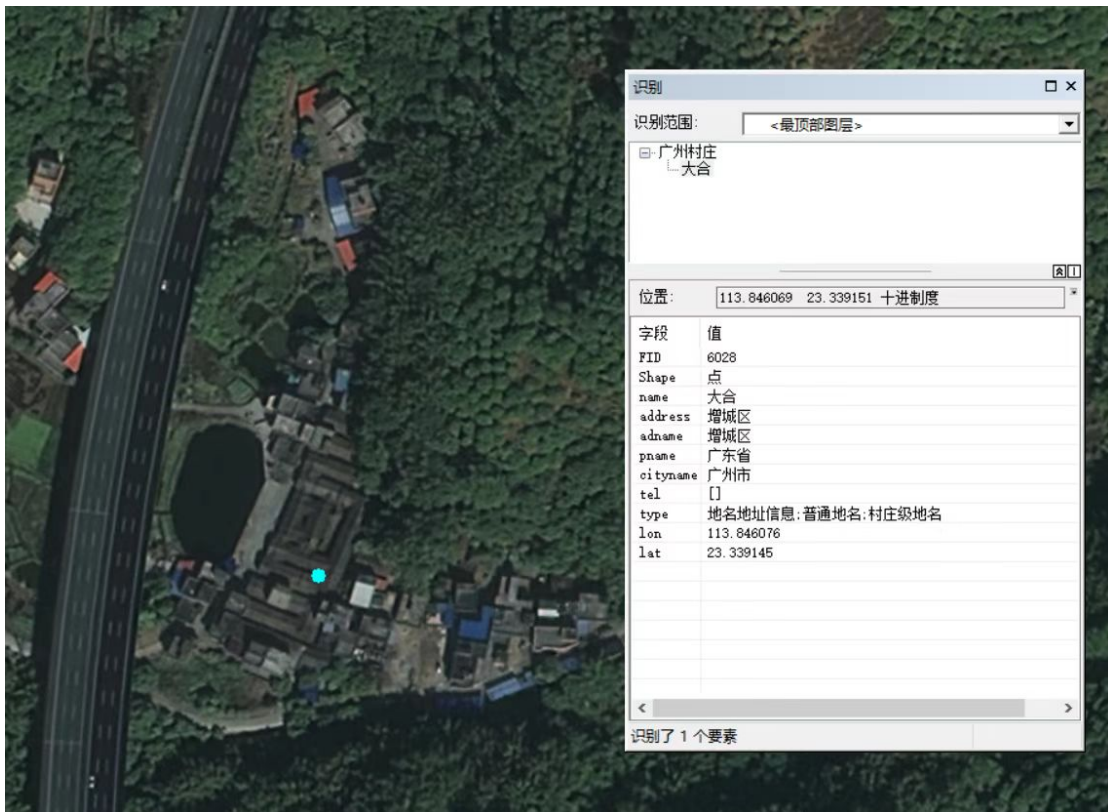 识别
识别范围: <最顶部图层>
广州村庄
大合
位置: 113.846069 23.339151 十进制度
字段 值
FID 6028
Shape 点
name 大合
address 增城区
adname 增城区
pname 广东省
cityname 广州市
tel []
type 地名地址信息;普通地名;村庄级地名
lon 113.846076
lat 23.339145
识别了 1 个要素